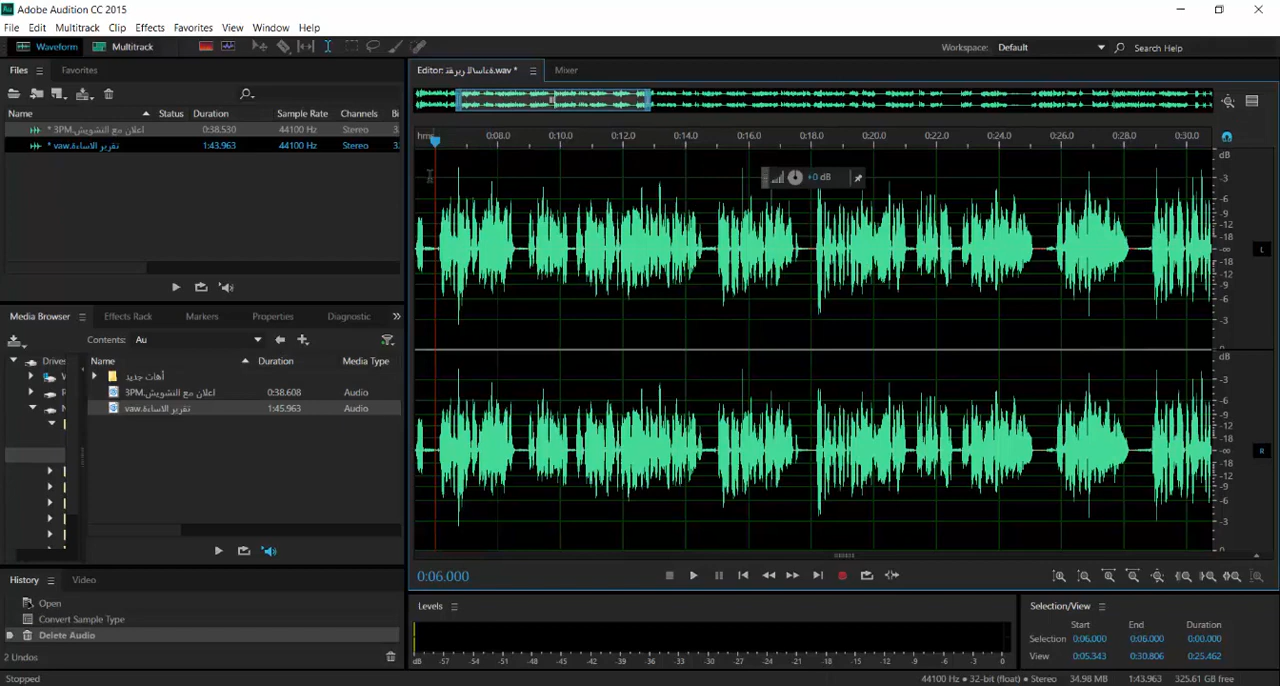 Adobe Audition CC 2015
File Edit Multitrack Clip Effects Favorites View Window Help
Waveform Multitrack Workspace: Default Search Help
Files Favorites
Name Status Duration Sample Rate Channels Bi
اعلان مع التشويش.3PM * 0:38.530 44100 Hz Stereo 3.
تقرير الاساءة.wav * 1:43.963 44100 Hz Stereo 3.
Media Browser Effects Rack Markers Properties Diagnostic
Contents: Au
Drives Name Duration Media Type
أهات جديد
اعلان مع التشويش.3PM 0:38.608 Audio
تقرير الاساءة.wav 1:45.963 Audio
History Video
Open
Convert Sample Type
Delete Audio
2 Undos
Stopped
Editor: تقرير الاساءة.wav * Mixer
hms 0:08.0 0:10.0 0:12.0 0:14.0 0:16.0 0:18.0 0:20.0 0:22.0 0:24.0 0:26.0 0:28.0 0:30.0
+0 dB
dB
-3
-6
-9
-12
-18
-∞
-18
-12
-9
-6
-3
L
dB
-3
-6
-9
-12
-18
-∞
-18
-12
-9
-6
-3
R
0:06.000
Levels
dB -57 -54 -51 -48 -45 -42 -39 -36 -33 -30 -27 -24 -21 -18 -15 -12 -9 -6 -3 0
Selection/View
Start End Duration
Selection 0:06.000 0:06.000 0:00.000
View 0:05.343 0:30.806 0:25.462
44100 Hz • 32-bit (float) • Stereo 34.98 MB 1:43.963 325.61 GB free